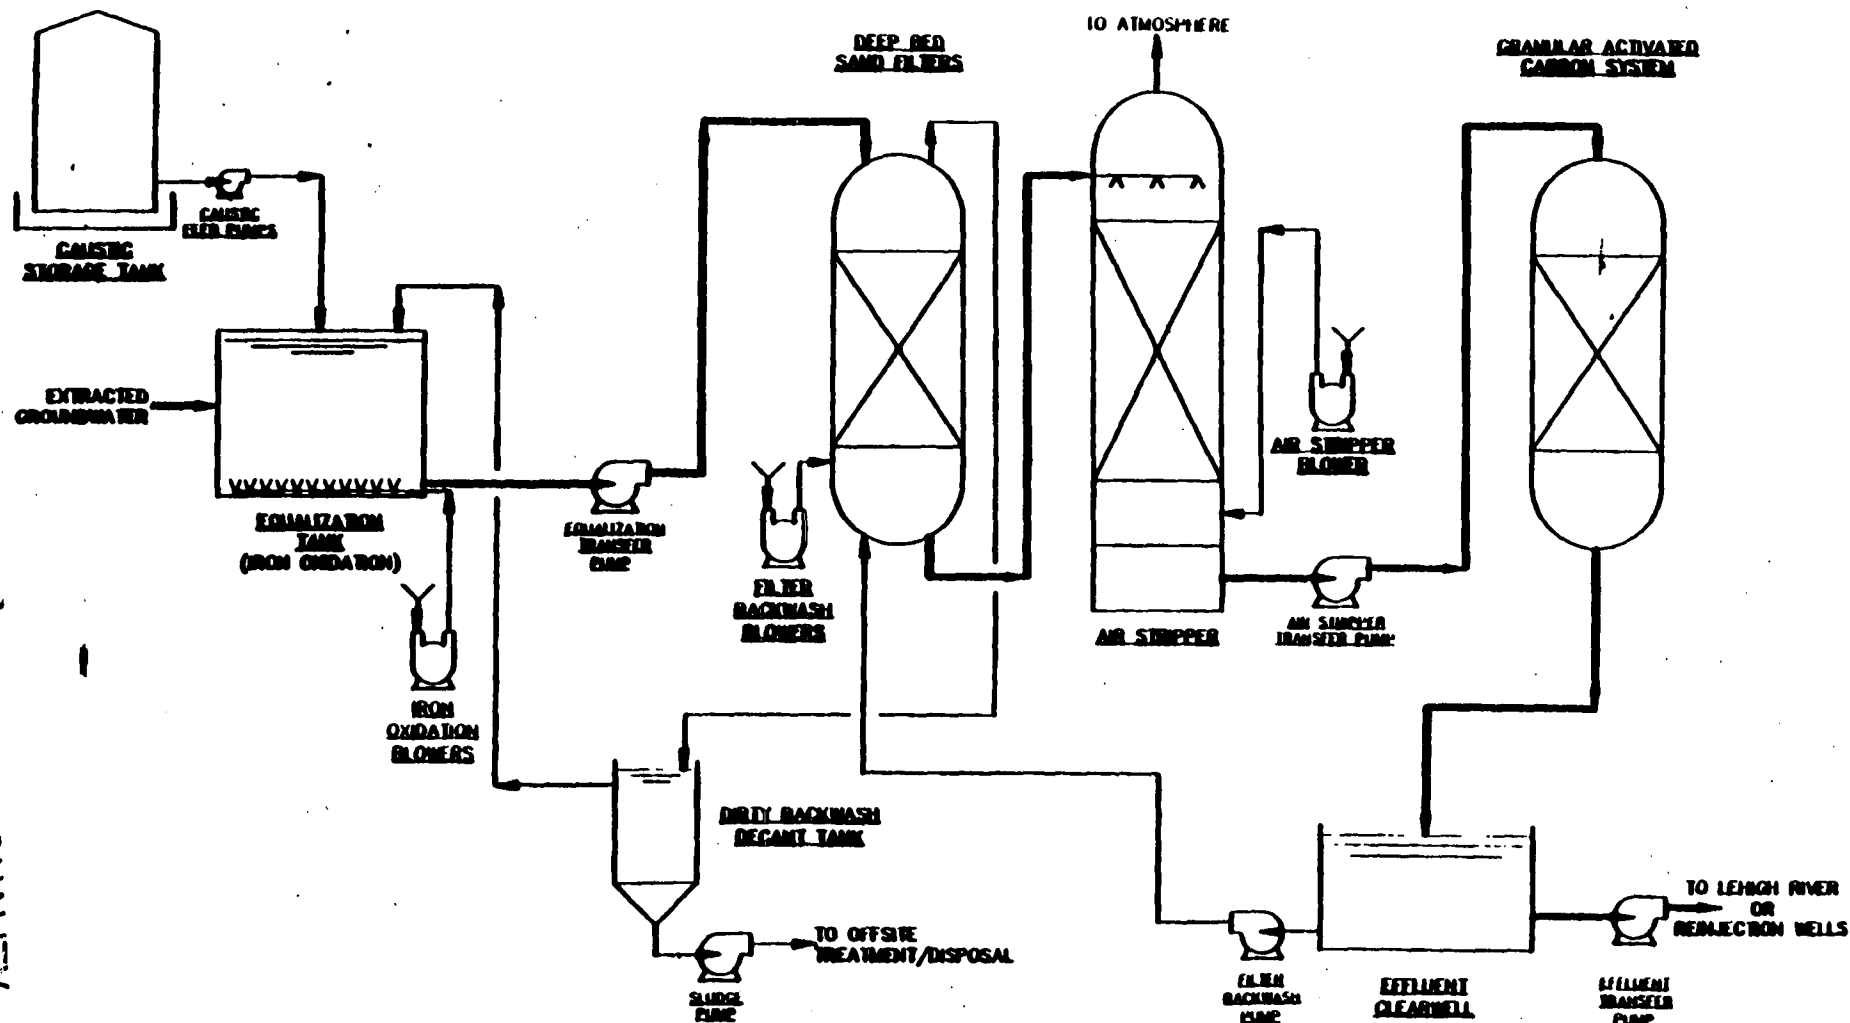 TO ATMOSPHERE
DEEP BED
SAND FILTERS
GRANULAR ACTIVATED
CARBON SYSTEM
CAUSTIC
FEED PUMPS
CAUSTIC
STORAGE TANK
EXTRACTED
GROUNDWATER
EQUALIZATION
TANK
(IRON OXIDATION)
EQUALIZATION
TRANSFER
PUMP
FILTER
BACKWASH
BLOWERS
AIR STRIPPER
BLOWER
AIR STRIPPER
AIR STRIPPER
TRANSFER PUMP
IRON
OXIDATION
BLOWERS
DIRTY BACKWASH
DECANT TANK
TO OFFSITE
TREATMENT/DISPOSAL
SLUDGE
PUMP
FILTER
BACKWASH
PUMP
EFFLUENT
CLEARWELL
EFFLUENT
TRANSFER
PUMP
TO LEHIGH RIVER
OR
REINJECTION WELLS